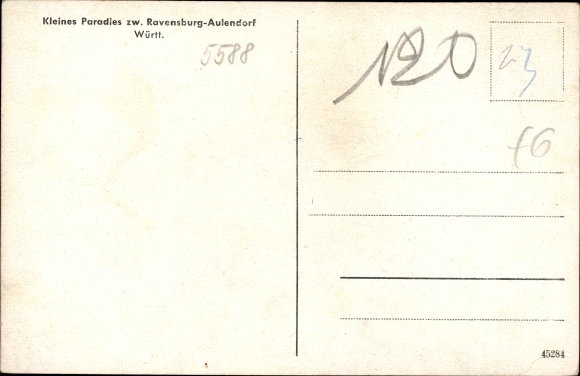 Kleines Paradies zw. Ravensburg-Aulendorf
Württ.
5588
120
f6
45284